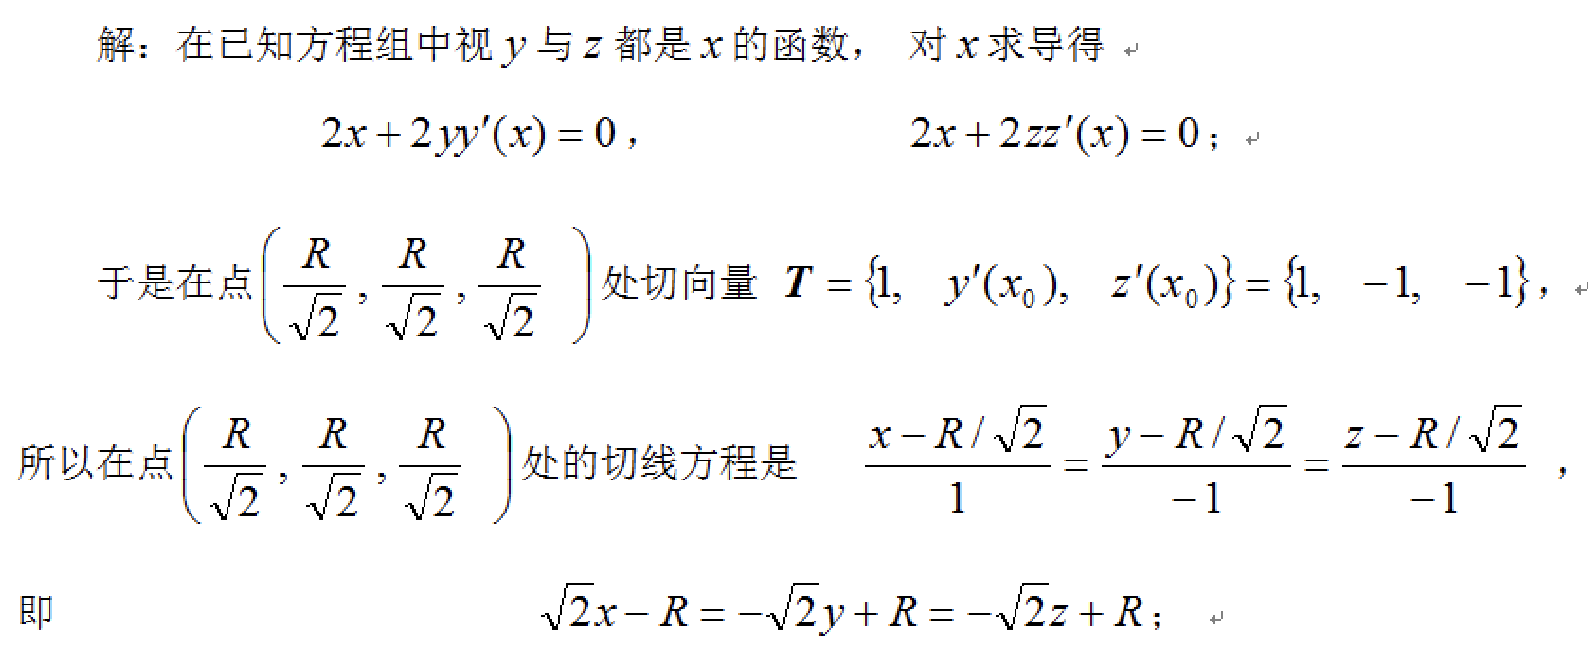 解：在已知方程组中视 y 与 z 都是 x 的函数， 对 x 求导得 ↵
2x + 2yy′(x) = 0， 2x + 2zz′(x) = 0； ↵
于是在点 (R/√2, R/√2, R/√2) 处切向量 T = {1, y′(x₀), z′(x₀)} = {1, −1, −1}， ↵
所以在点 (R/√2, R/√2, R/√2) 处的切线方程是 (x − R/√2)/1 = (y − R/√2)/−1 = (z − R/√2)/−1 ，
即 √2x − R = −√2y + R = −√2z + R； ↵